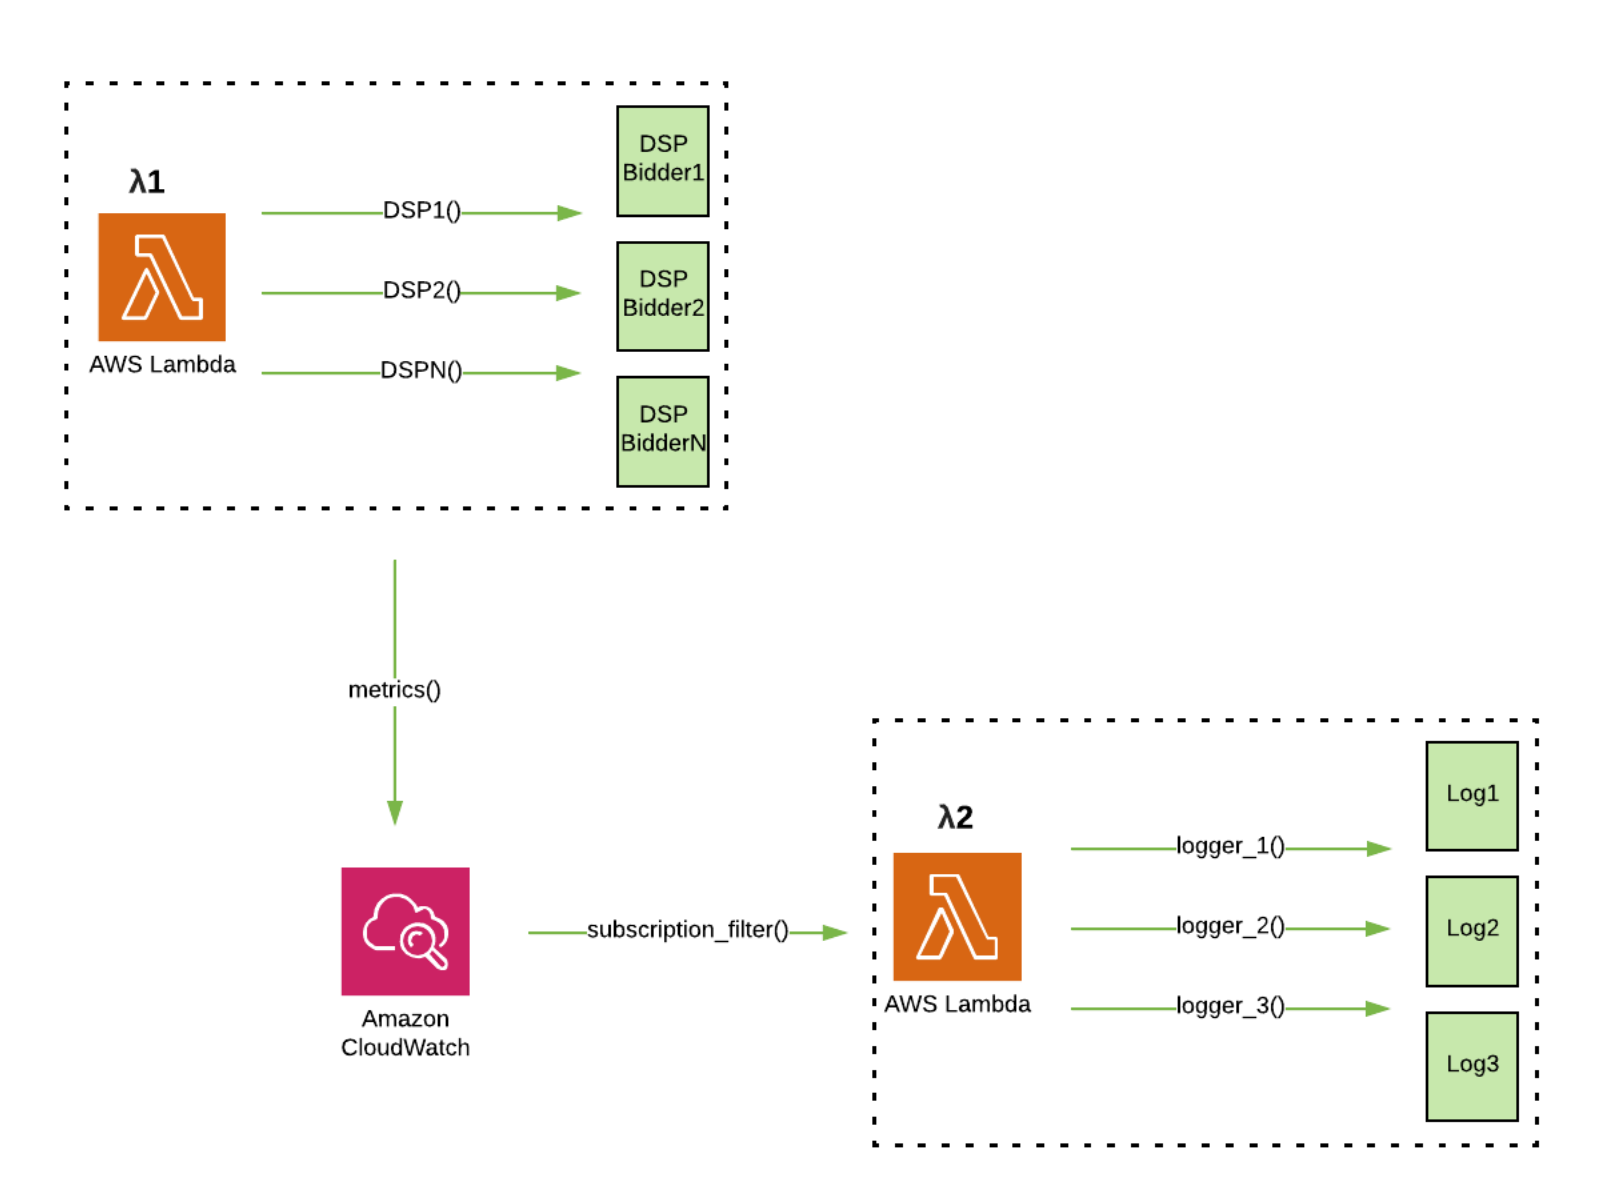 λ1
AWS Lambda
DSP1()
DSP2()
DSPN()
DSP
Bidder1
DSP
Bidder2
DSP
BidderN
metrics()
Amazon
CloudWatch
subscription_filter()
λ2
AWS Lambda
logger_1()
logger_2()
logger_3()
Log1
Log2
Log3